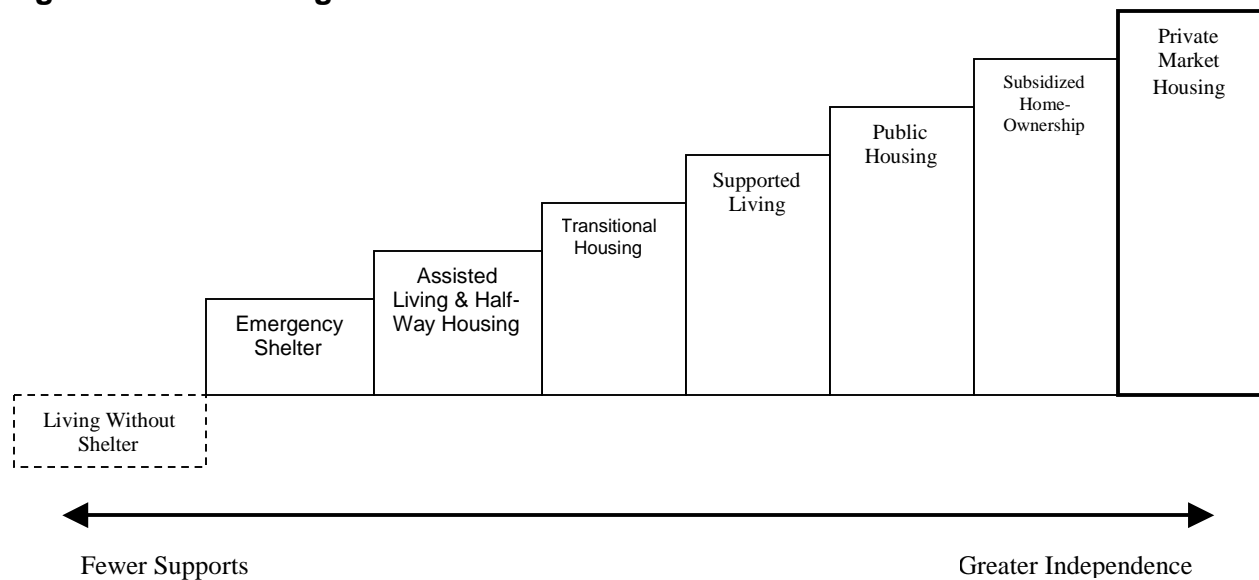 Private
Market
Housing
Subsidized
Home-
Ownership
Public
Housing
Supported
Living
Transitional
Housing
Assisted
Living & Half-
Way Housing
Emergency
Shelter
Living Without
Shelter
Fewer Supports
Greater Independence